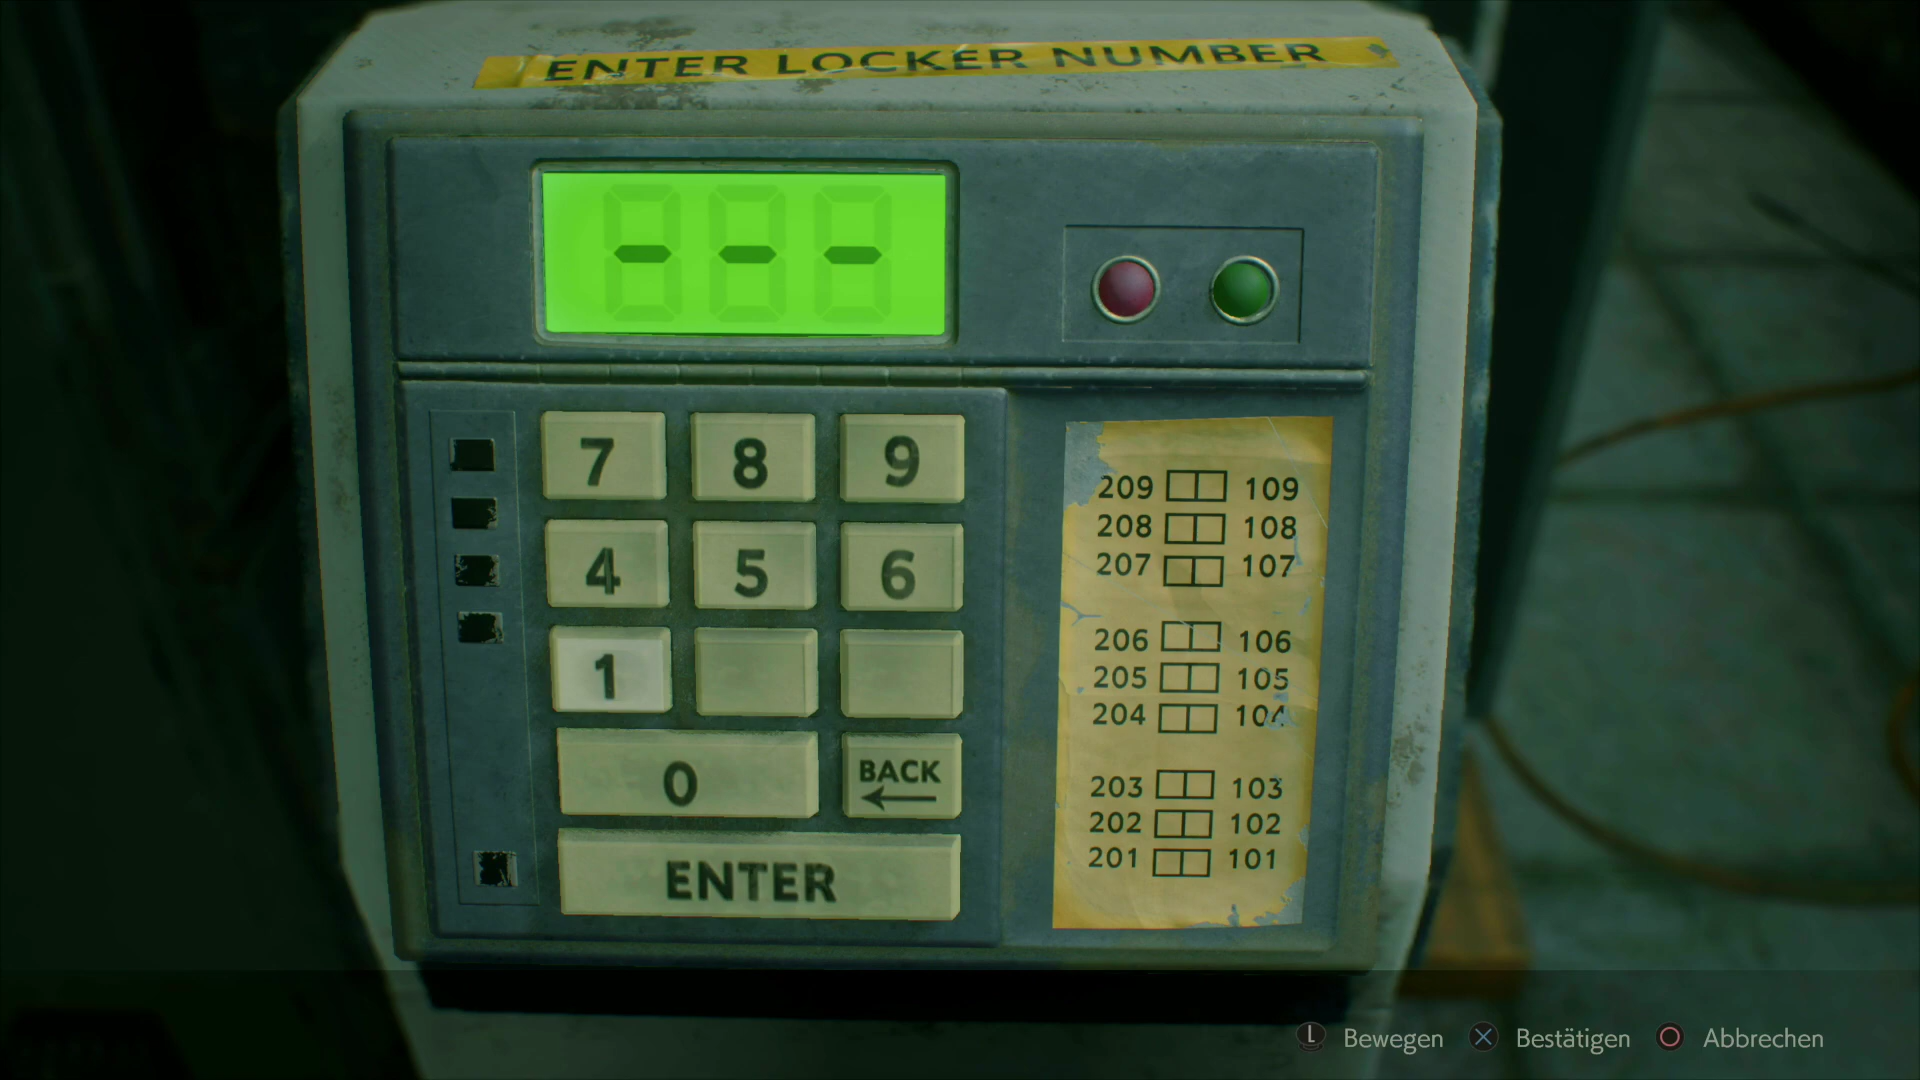 ENTER LOCKER NUMBER
- - -
7 8 9
4 5 6
1
0 BACK
ENTER
209 109
208 108
207 107
206 106
205 105
204 104
203 103
202 102
201 101
L Bewegen Bestätigen Abbrechen